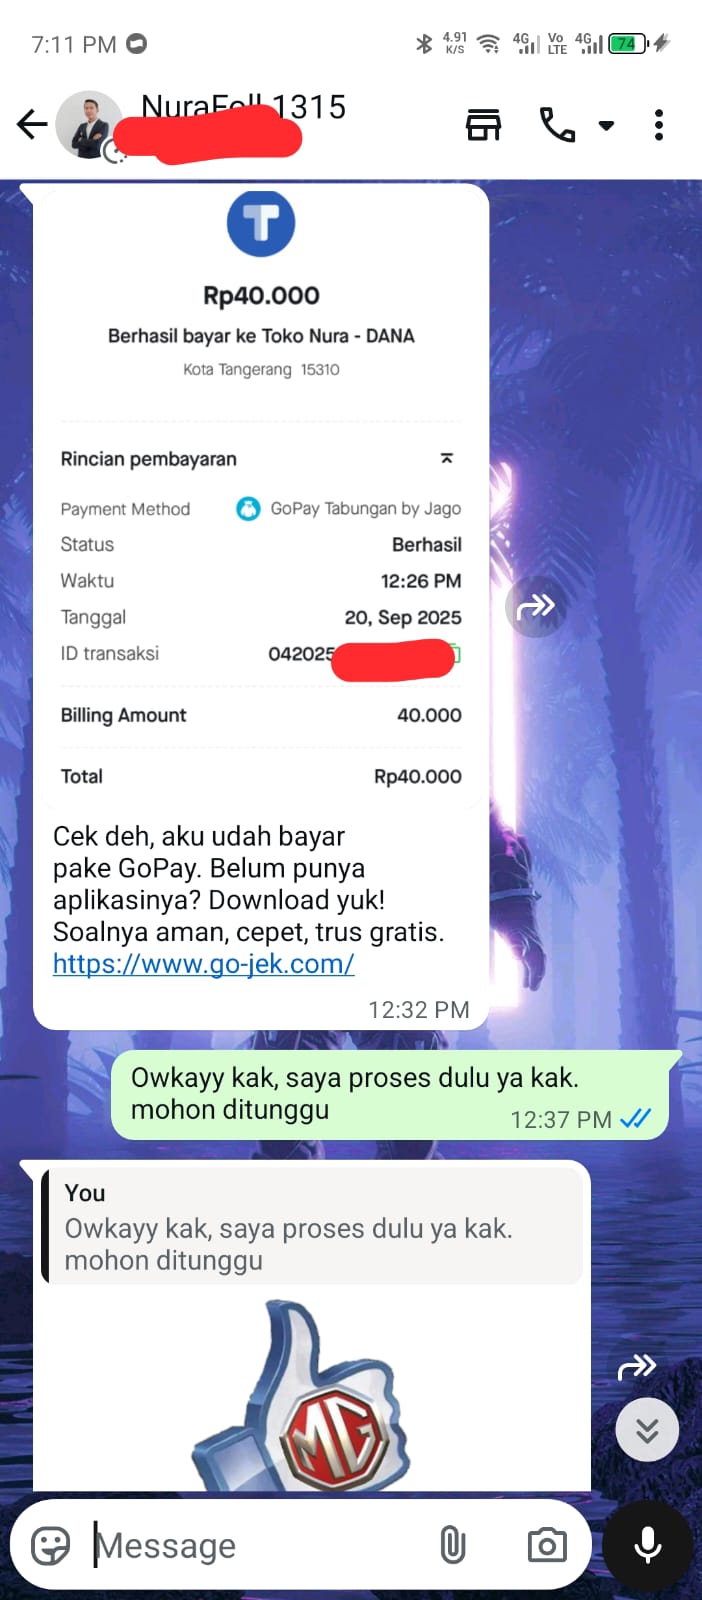 7:11 PM
4.91
K/S
4G
Vo
LTE
4G
74
1315
T
Rp40.000
Berhasil bayar ke Toko Nura - DANA
Kota Tangerang 15310
Rincian pembayaran
Payment Method GoPay Tabungan by Jago
Status Berhasil
Waktu 12:26 PM
Tanggal 20, Sep 2025
ID transaksi 042025
Billing Amount 40.000
Total Rp40.000
Cek deh, aku udah bayar
pake GoPay. Belum punya
aplikasinya? Download yuk!
Soalnya aman, cepet, trus gratis.
https://www.go-jek.com/
12:32 PM
Owkayy kak, saya proses dulu ya kak.
mohon ditunggu
12:37 PM
You
Owkayy kak, saya proses dulu ya kak.
mohon ditunggu
MG
Message